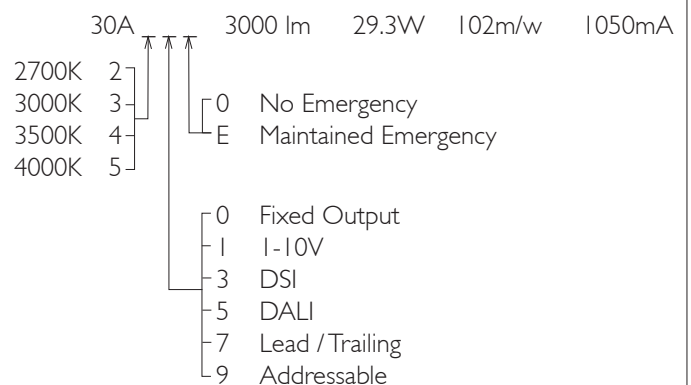 30A _ _ _ 3000 lm 29.3W 102m/w 1050mA
2700K 2
3000K 3
3500K 4
4000K 5
0 No Emergency
E Maintained Emergency
0 Fixed Output
1 1-10V
3 DSI
5 DALI
7 Lead / Trailing
9 Addressable